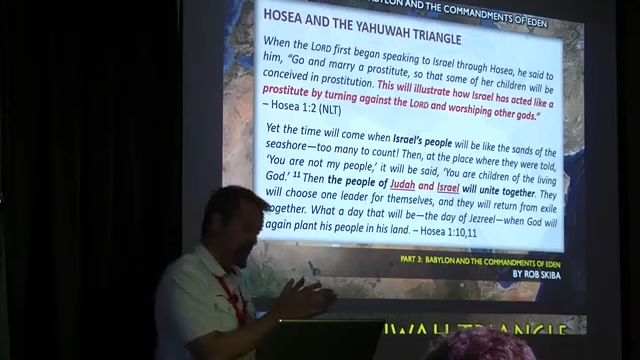 BABYLON AND THE COMMANDMENTS OF EDEN
HOSEA AND THE YAHUWAH TRIANGLE
When the LORD first began speaking to Israel through Hosea, he said to
him, "Go and marry a prostitute, so that some of her children will be
conceived in prostitution. This will illustrate how Israel has acted like a
prostitute by turning against the LORD and worshiping other gods."
– Hosea 1:2 (NLT)
Yet the time will come when Israel's people will be like the sands of the
seashore—too many to count! Then, at the place where they were told,
'You are not my people,' it will be said, 'You are children of the living
God.' ¹¹ Then the people of Judah and Israel will unite together. They
will choose one leader for themselves, and they will return from exile
together. What a day that will be—the day of Jezreel—when God will
again plant his people in his land. – Hosea 1:10,11
PART 3: BABYLON AND THE COMMANDMENTS OF EDEN
BY ROB SKIBA
TRIANGLE